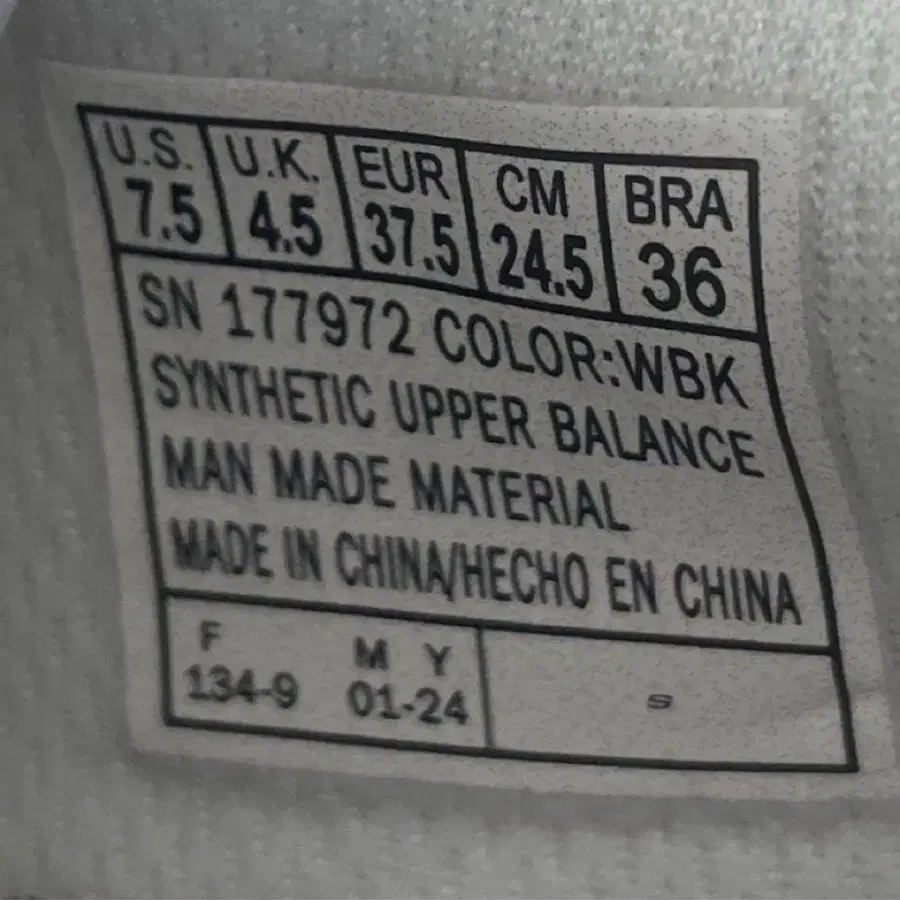 U.S. U.K. EUR CM BRA
7.5 4.5 37.5 24.5 36
SN 177972 COLOR:WBK
SYNTHETIC UPPER BALANCE
MAN MADE MATERIAL
MADE IN CHINA/HECHO EN CHINA
F M Y
134-9 01-24 S